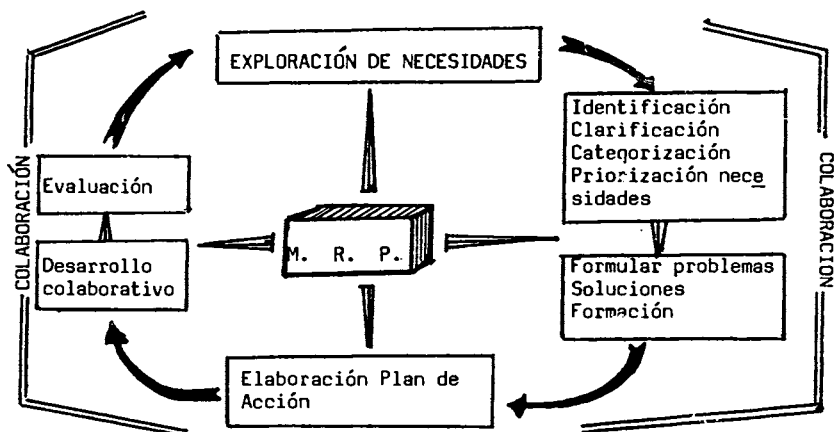 EXPLORACIÓN DE NECESIDADES
Identificación
Clarificación
Categorización
Priorización nece
sidades
COLABORACIÓN
Evaluación
M. R. P.
COLABORACION
Desarrollo
colaborativo
Formular problemas
Soluciones
Formación
Elaboración Plan de
Acción